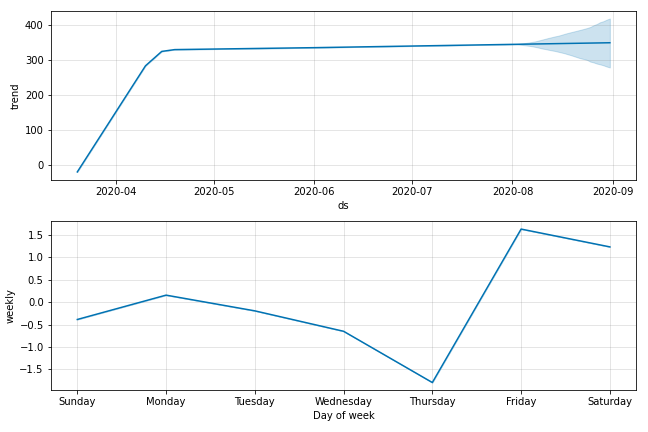 400
300
200
100
0
trend
2020-04 2020-05 2020-06 2020-07 2020-08 2020-09
ds
1.5
1.0
0.5
0.0
−0.5
−1.0
−1.5
weekly
Sunday Monday Tuesday Wednesday Thursday Friday Saturday
Day of week